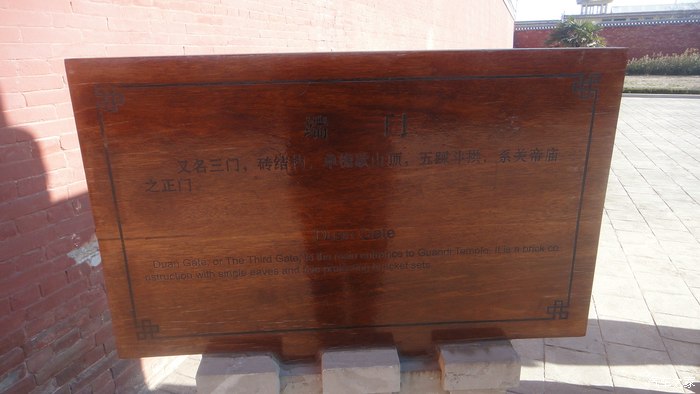 端 门
又名三门，砖结构，单檐歇山顶，五踩斗拱，系关帝庙
之正门
Duan Gate
Duan Gate, or The Third Gate, is the main entrance to Guandi Temple. It is a brick co
nstruction with single eaves and bracket sets.